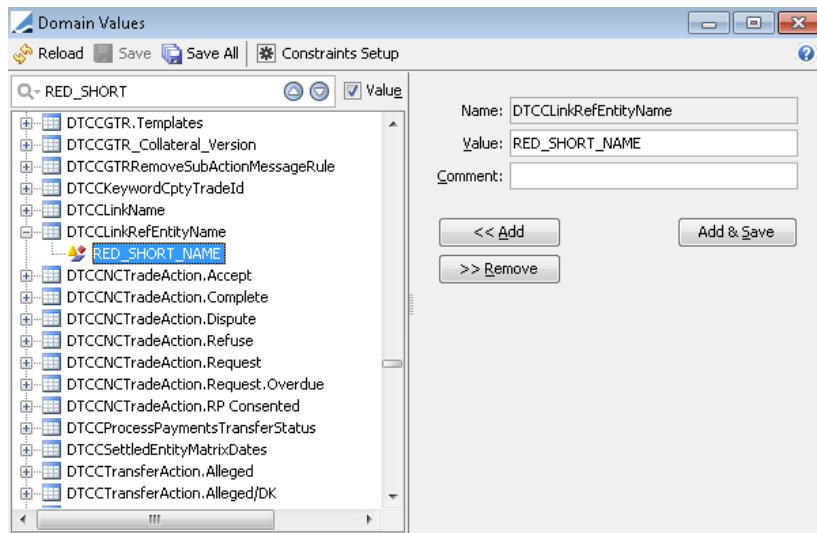 Domain Values
Reload Save Save All Constraints Setup
RED_SHORT Value
DTCCGTR.Templates
DTCCGTR_Collateral_Version
DTCCGTRRemoveSubActionMessageRule
DTCCKeywordCptyTradeId
DTCCLinkName
DTCCLinkRefEntityName
RED_SHORT_NAME
DTCCNCTradeAction.Accept
DTCCNCTradeAction.Complete
DTCCNCTradeAction.Dispute
DTCCNCTradeAction.Refuse
DTCCNCTradeAction.Request
DTCCNCTradeAction.Request.Overdue
DTCCNCTradeAction.RP Consented
DTCCProcessPaymentsTransferStatus
DTCCSettledEntityMatrixDates
DTCCTransferAction.Alleged
DTCCTransferAction.Alleged/DK
Name: DTCCLinkRefEntityName
Value: RED_SHORT_NAME
Comment:
<< Add Add & Save
>> Remove